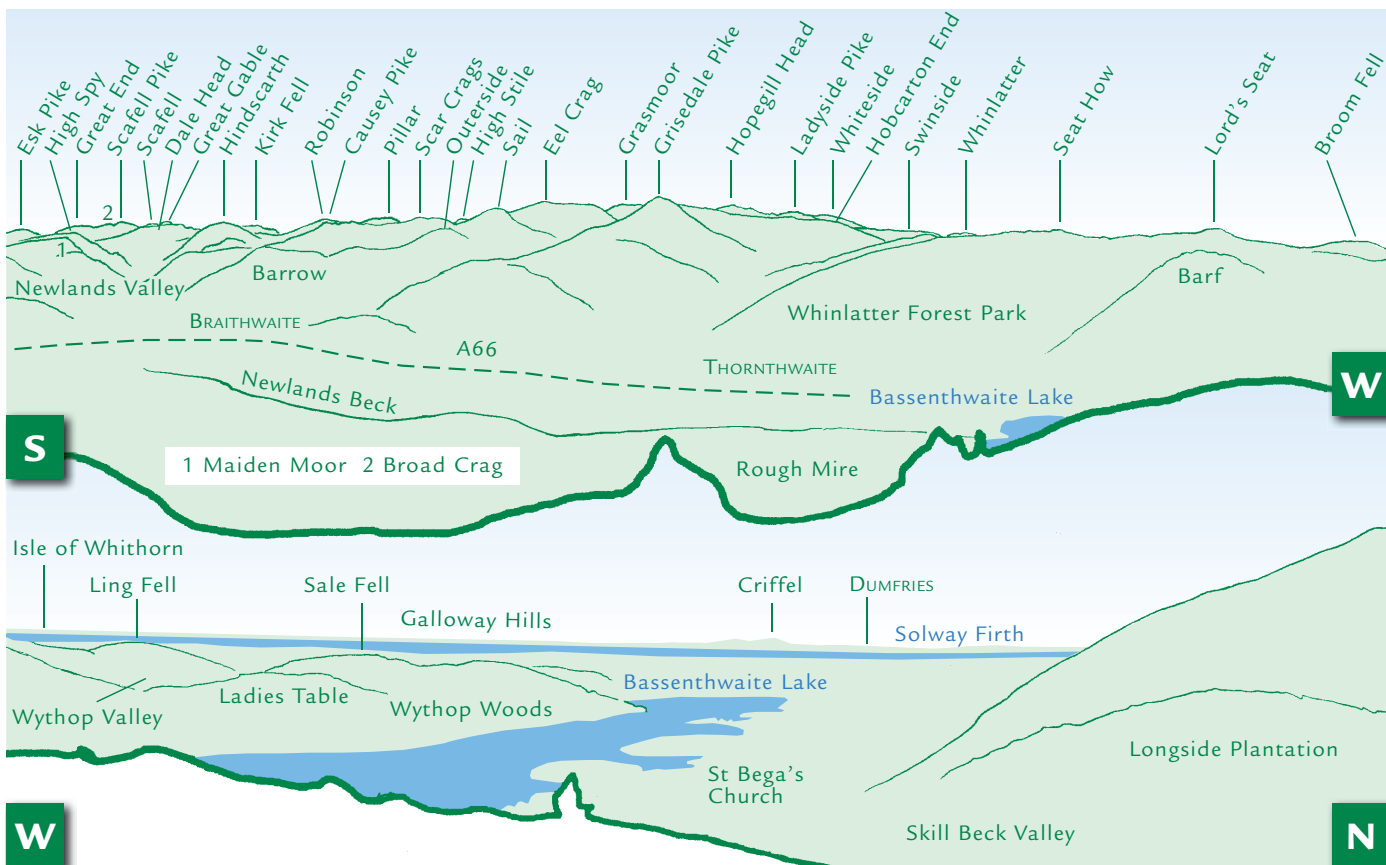 Esk Pike
High Spy
Great End
Scafell Pike
Scafell
Dale Head
Great Gable
Hindscarth
Kirk Fell
Robinson
Causey Pike
Pillar
Scar Crags
Outerside
High Stile
Sail
Eel Crag
Grasmoor
Grisedale Pike
Hopegill Head
Ladyside Pike
Whiteside
Hobcarton End
Swinside
Whinlatter
Seat How
Lord's Seat
Broom Fell
2
1
Newlands Valley
Barrow
Barf
Whinlatter Forest Park
BRAITHWAITE
A66
THORNTHWAITE
Newlands Beck
Bassenthwaite Lake
W
S
1 Maiden Moor 2 Broad Crag
Rough Mire
Isle of Whithorn
Ling Fell
Sale Fell
Galloway Hills
Criffel
DUMFRIES
Solway Firth
Bassenthwaite Lake
Ladies Table
Wythop Woods
Wythop Valley
St Bega's
Church
Longside Plantation
Skill Beck Valley
W
N